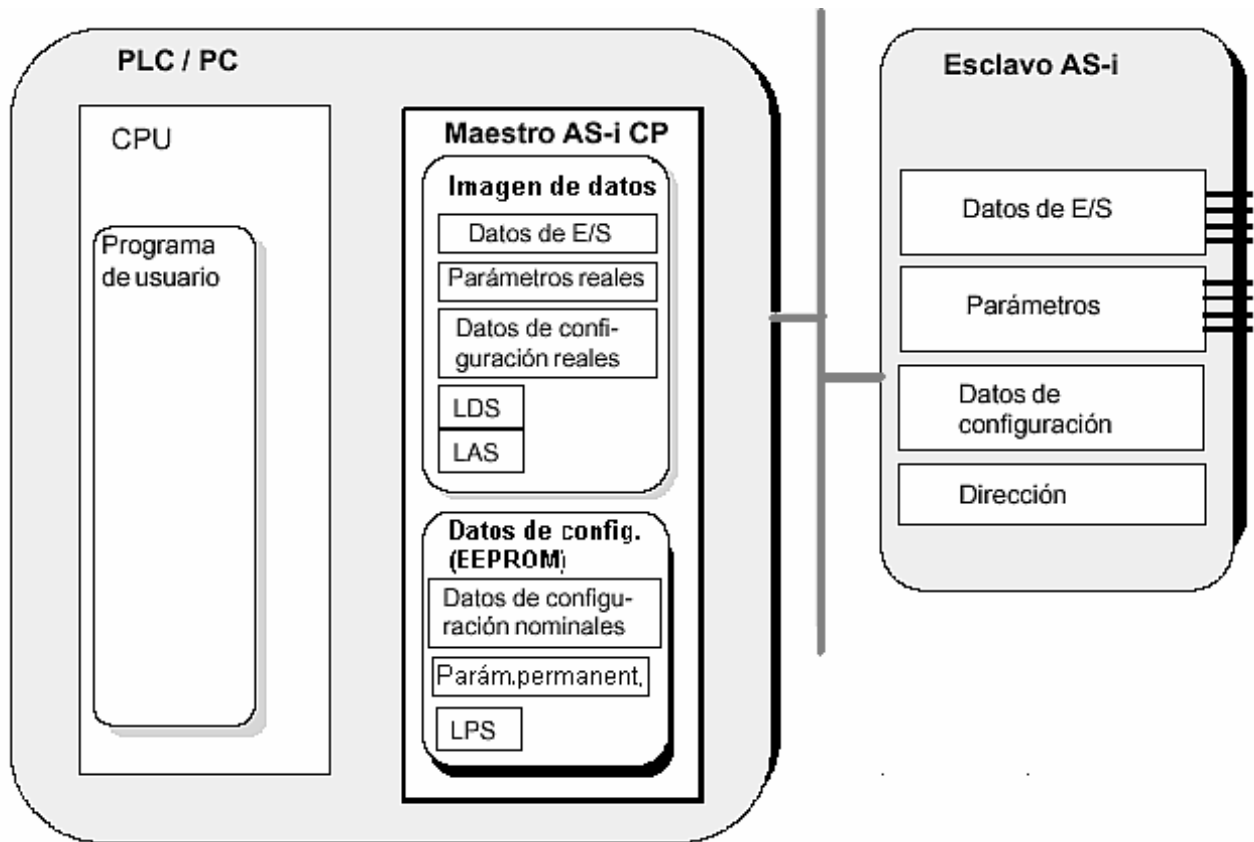 PLC / PC
CPU
Programa
de usuario
Maestro AS-i CP
Imagen de datos
Datos de E/S
Parámetros reales
Datos de confi-
guración reales
LDS
LAS
Datos de config.
(EEPROM)
Datos de configu-
ración nominales
Parám.permanent.
LPS
Esclavo AS-i
Datos de E/S
Parámetros
Datos de
configuración
Dirección